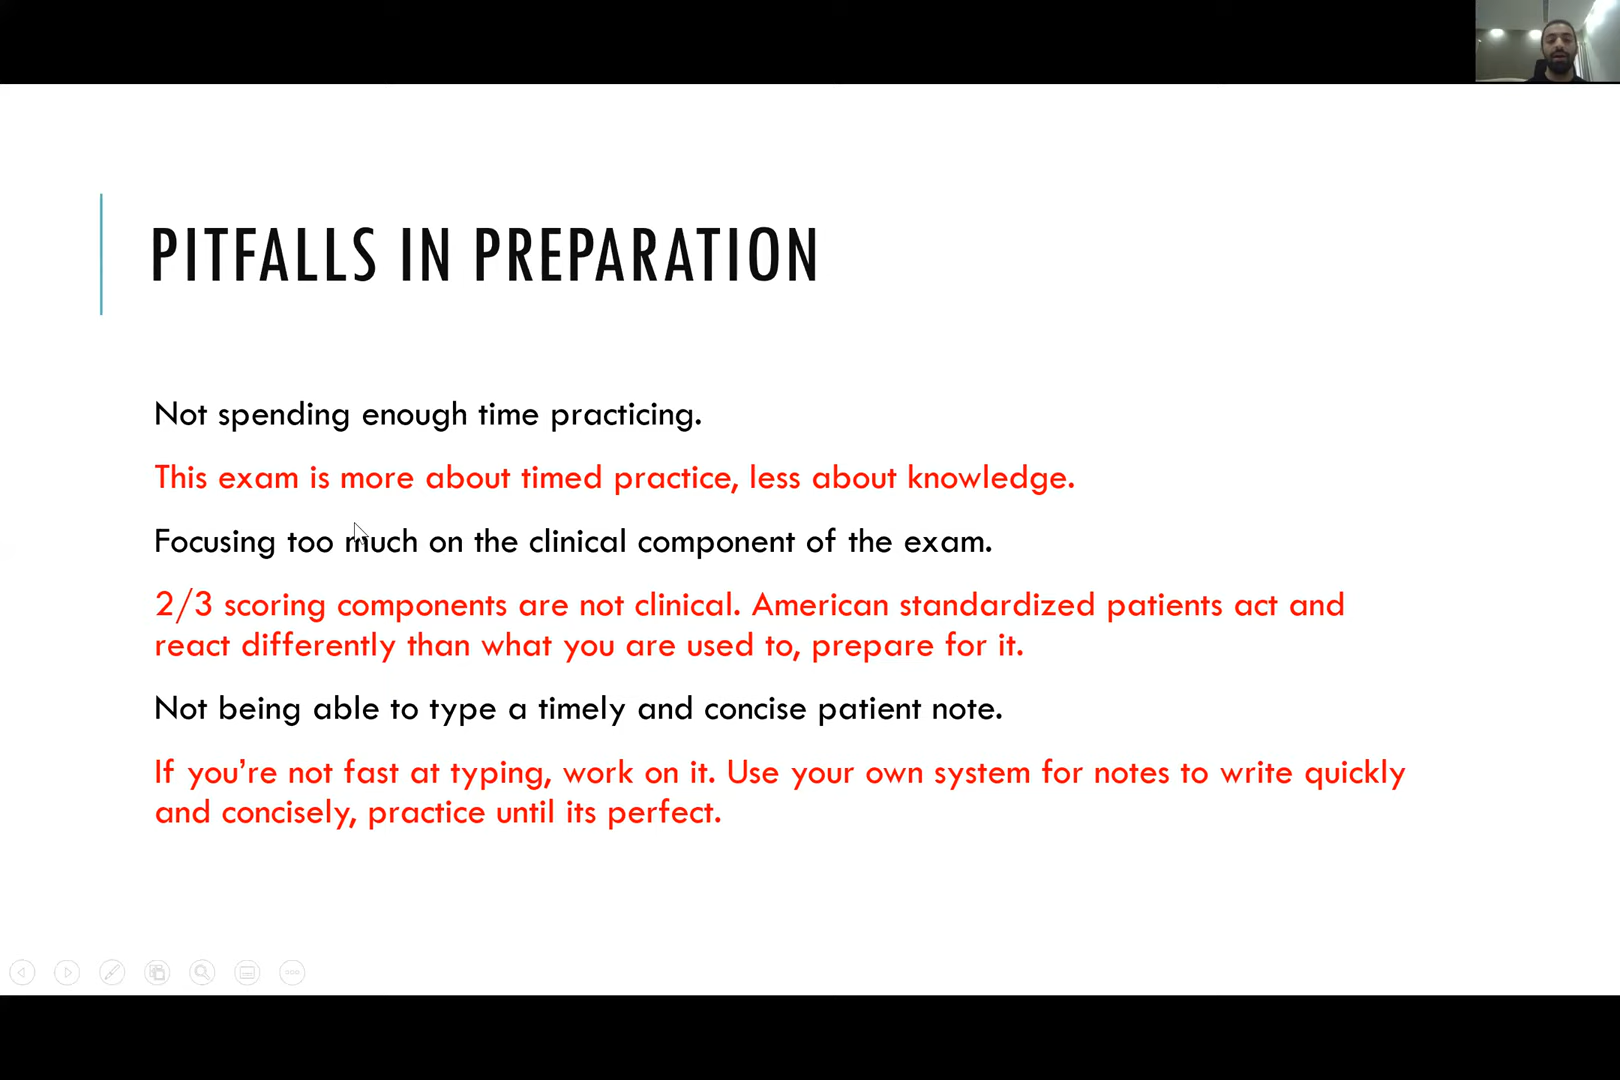 PITFALLS IN PREPARATION
Not spending enough time practicing.
This exam is more about timed practice, less about knowledge.
Focusing too much on the clinical component of the exam.
2/3 scoring components are not clinical. American standardized patients act and
react differently than what you are used to, prepare for it.
Not being able to type a timely and concise patient note.
If you’re not fast at typing, work on it. Use your own system for notes to write quickly
and concisely, practice until its perfect.